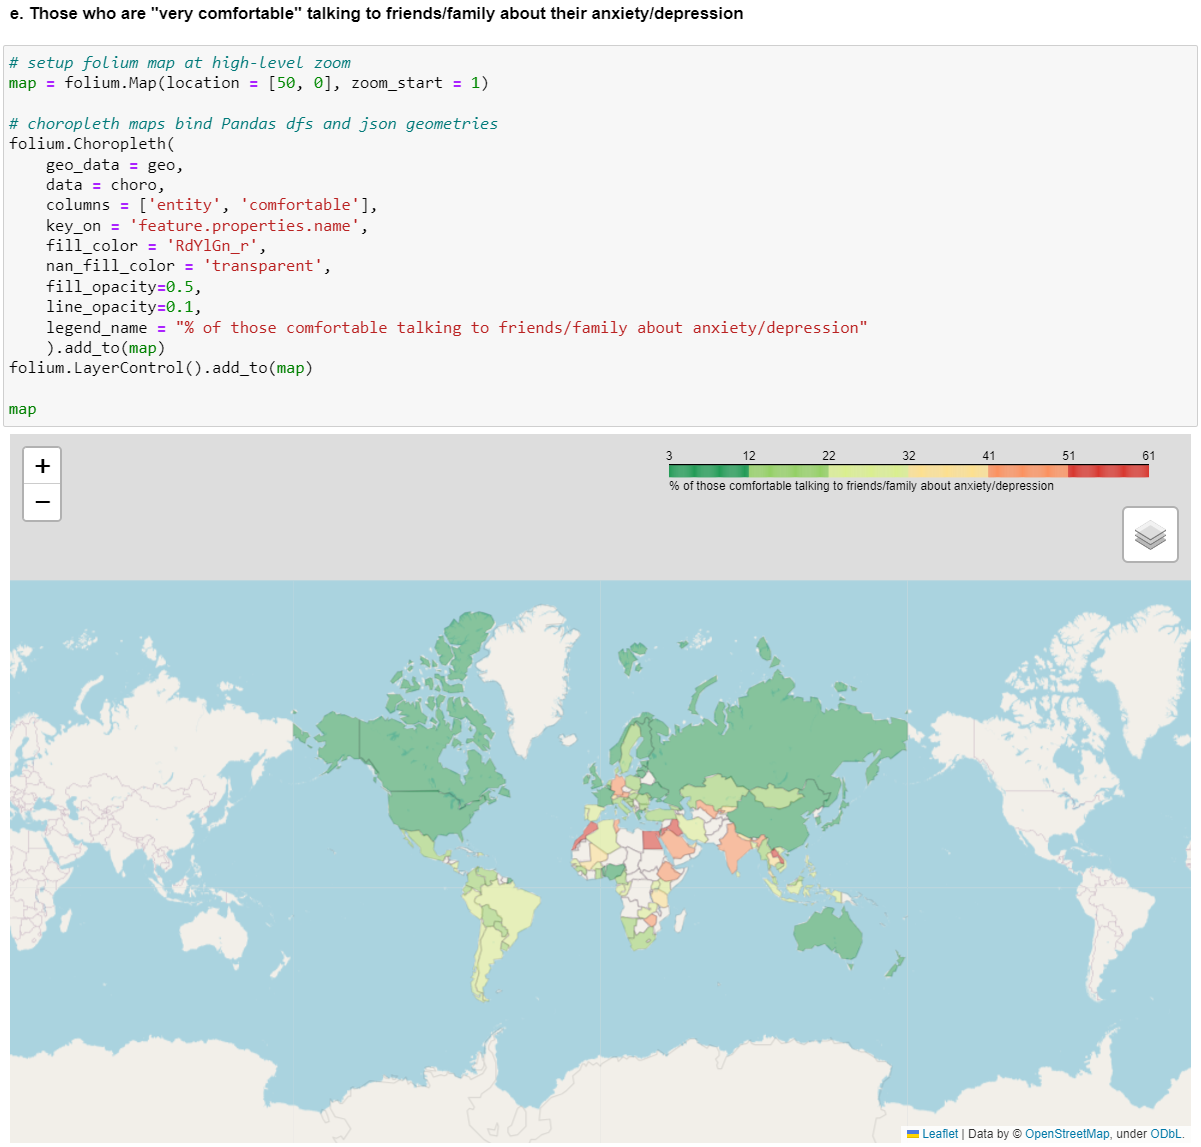 e. Those who are "very comfortable" talking to friends/family about their anxiety/depression
# setup folium map at high-level zoom
map = folium.Map(location = [50, 0], zoom_start = 1)
# choropleth maps bind Pandas dfs and json geometries
folium.Choropleth(
    geo_data = geo,
    data = choro,
    columns = ['entity', 'comfortable'],
    key_on = 'feature.properties.name',
    fill_color = 'RdYlGn_r',
    nan_fill_color = 'transparent',
    fill_opacity=0.5,
    line_opacity=0.1,
    legend_name = "% of those comfortable talking to friends/family about anxiety/depression"
    ).add_to(map)
folium.LayerControl().add_to(map)
map
+
−
3 12 22 32 41 51 61
% of those comfortable talking to friends/family about anxiety/depression
Leaflet | Data by © OpenStreetMap, under ODbL.